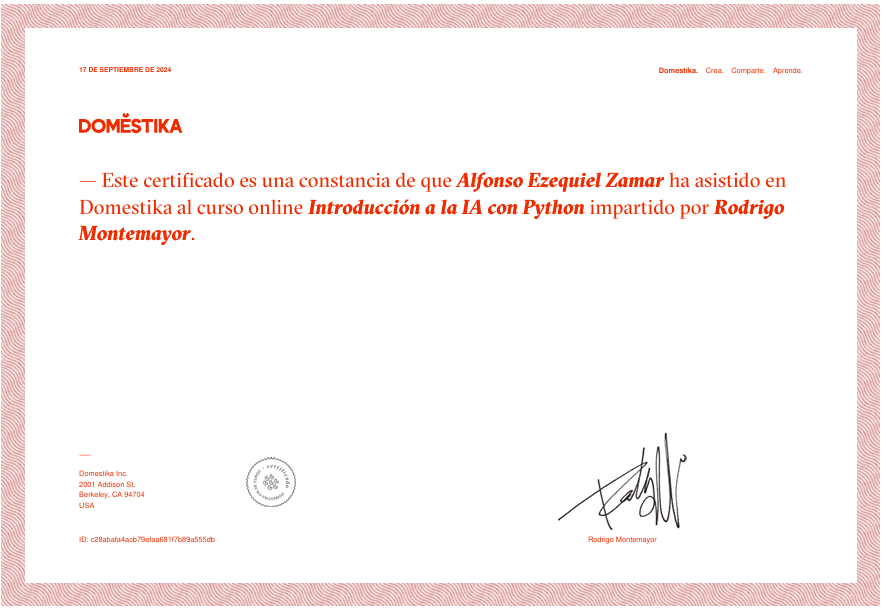 17 DE SEPTIEMBRE DE 2024
Domestika. Crea. Comparte. Aprende.
DOMĔSTIKA
— Este certificado es una constancia de que Alfonso Ezequiel Zamar ha asistido en
Domestika al curso online Introducción a la IA con Python impartido por Rodrigo
Montemayor.
Domestika Inc.
2001 Addison St.
Berkeley, CA 94704
USA
certificado
ID: c28abafa4acb79efaa681f7b89a555db
Rodrigo Montemayor